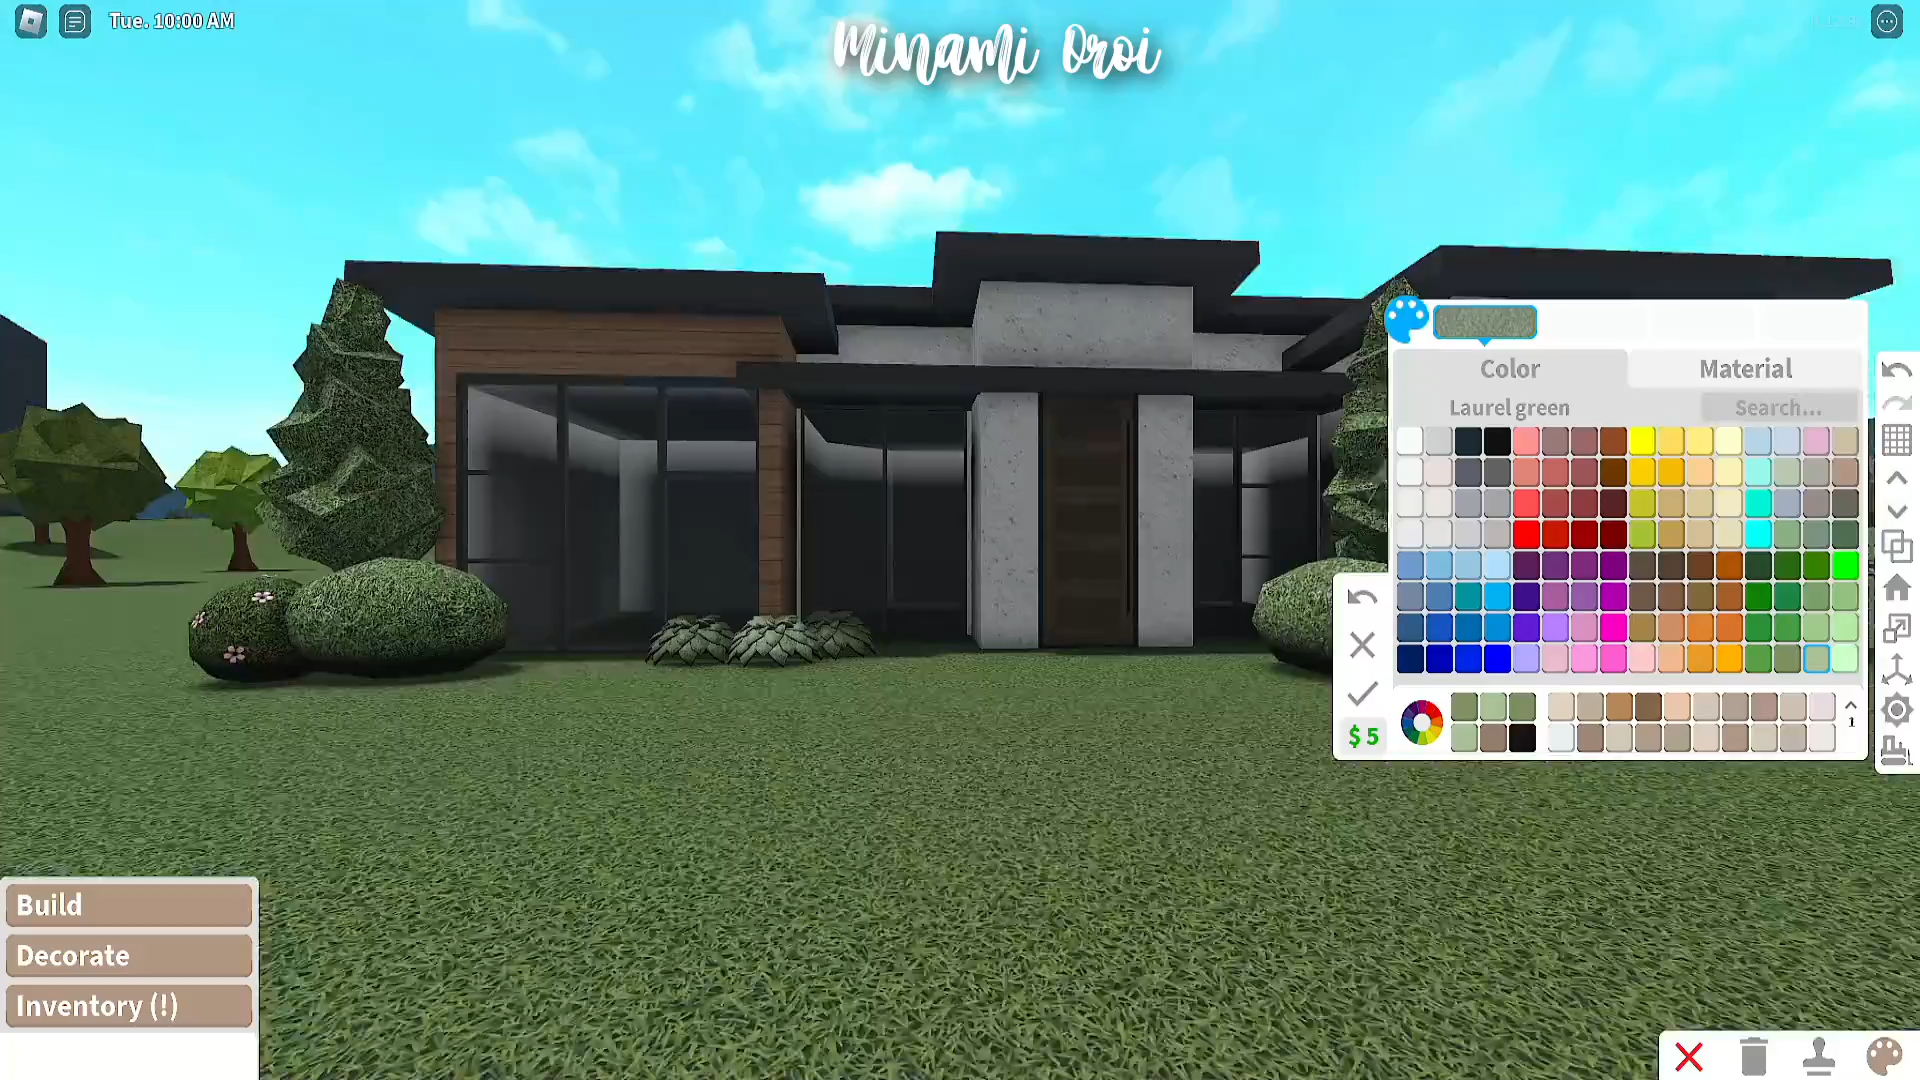 Tue. 10:00 AM
Minami Oroi
Color
Material
Laurel green
Search...
1
$ 5
Build
Decorate
Inventory (!)